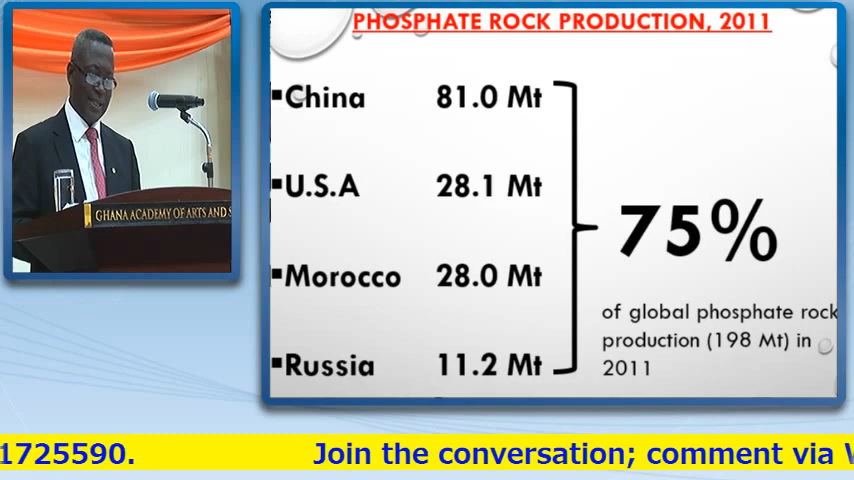 PHOSPHATE ROCK PRODUCTION, 2011
China 81.0 Mt
U.S.A 28.1 Mt
Morocco 28.0 Mt
Russia 11.2 Mt
75%
of global phosphate rock
production (198 Mt) in
2011
GHANA ACADEMY OF ARTS AND
1725590. Join the conversation; comment via